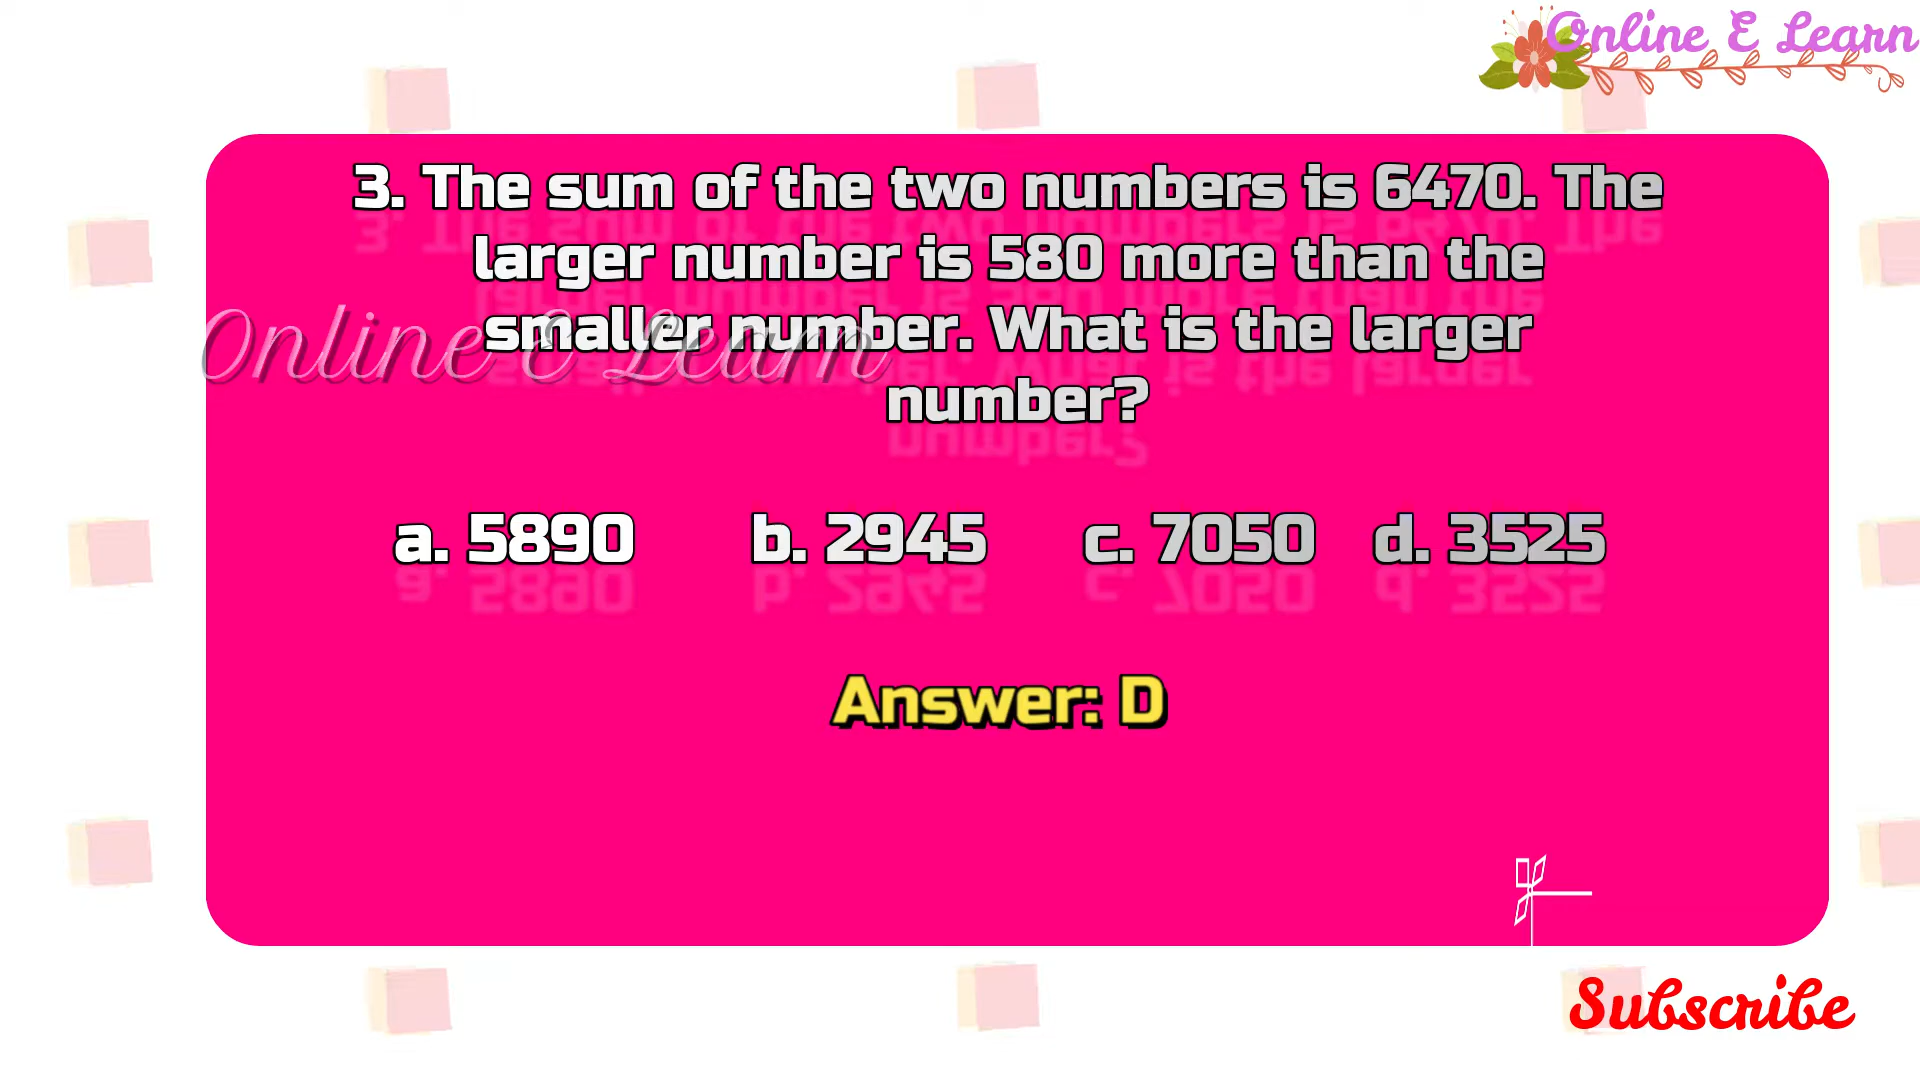 Online E Learn
3. The sum of the two numbers is 6470. The
larger number is 580 more than the
smaller number. What is the larger
number?
Online E Learn
a. 5890 b. 2945 c. 7050 d. 3525
Answer: D
Subscribe